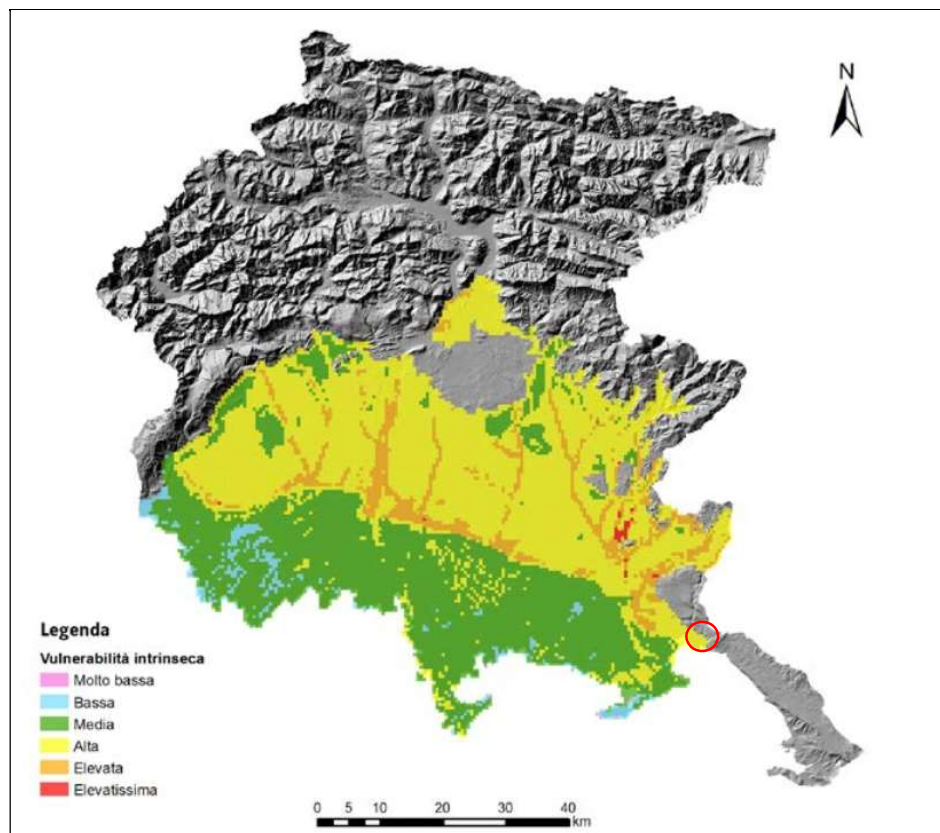 N
Legenda
Vulnerabilità intrinseca
Molto bassa
Bassa
Media
Alta
Elevata
Elevatissima
0 5 10 20 30 40
km